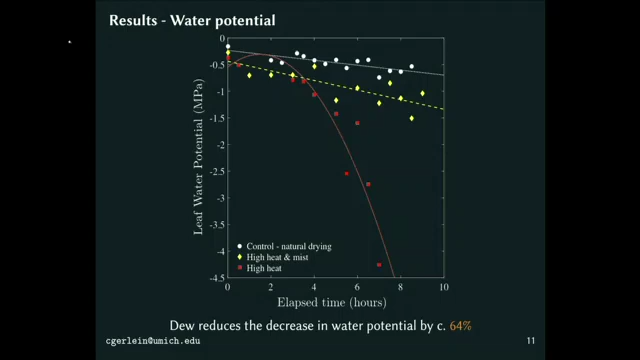 Results - Water potential
0
-0.5
-1
-1.5
-2
-2.5
-3
-3.5
-4
-4.5
Leaf Water Potential (MPa)
Control - natural drying
High heat & mist
High heat
0
2
4
6
8
10
Elapsed time (hours)
Dew reduces the decrease in water potential by c. 64%
cgerlein@umich.edu
11